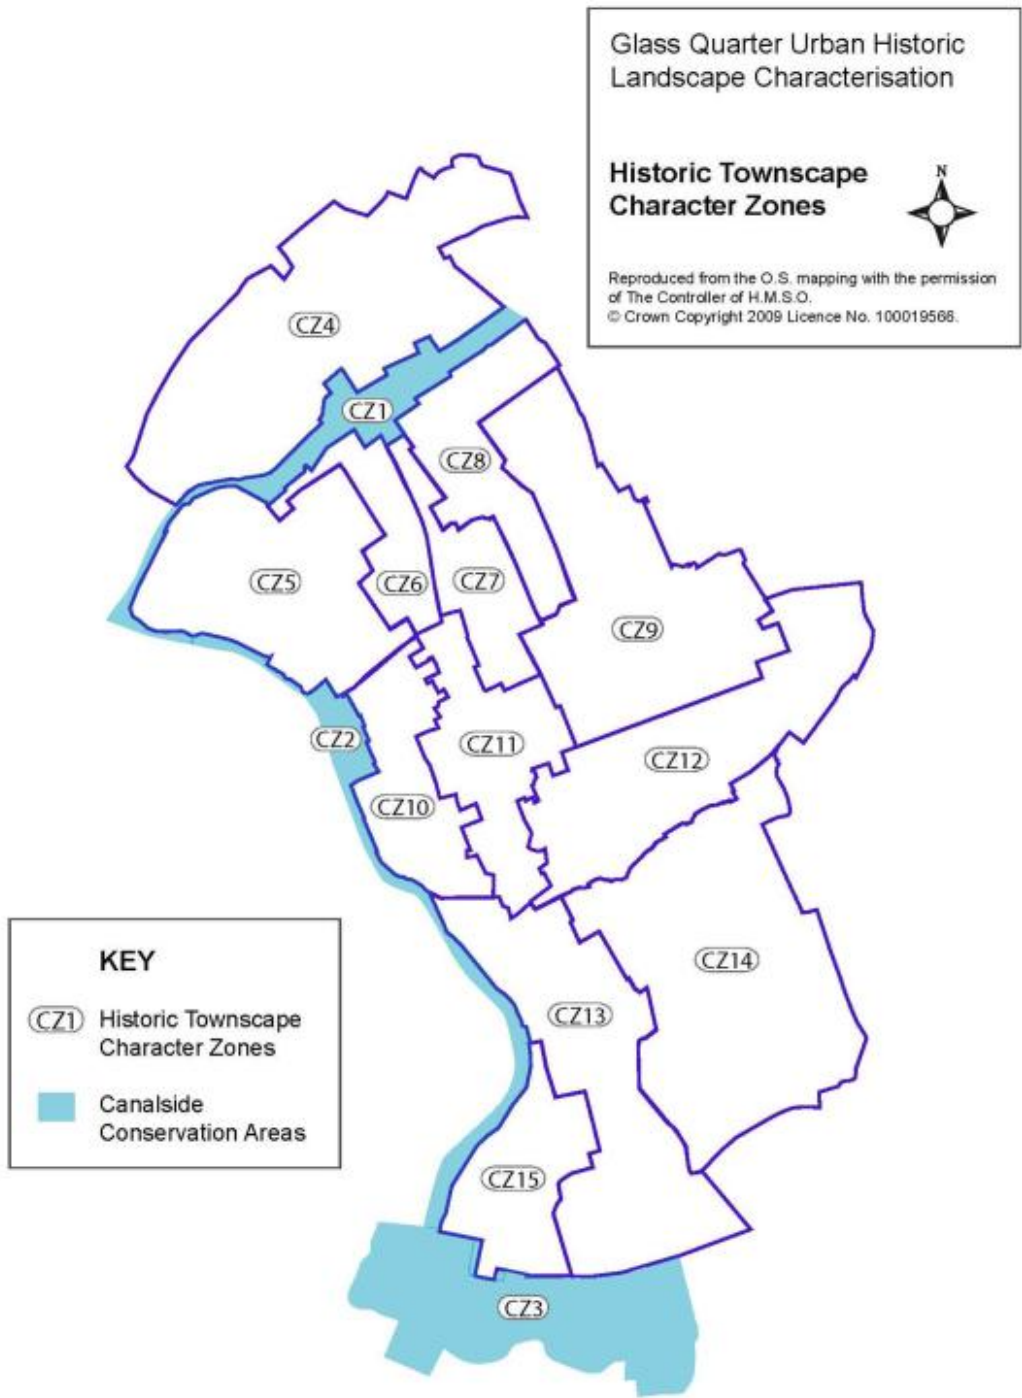 Glass Quarter Urban Historic
Landscape Characterisation
Historic Townscape
Character Zones
N
Reproduced from the O.S. mapping with the permission
of The Controller of H.M.S.O.
© Crown Copyright 2009 Licence No. 100019566.
CZ4
CZ1
CZ8
CZ5
CZ6
CZ7
CZ9
CZ2
CZ11
CZ12
CZ10
CZ14
CZ13
CZ15
CZ3
KEY
CZ1 Historic Townscape
Character Zones
Canalside
Conservation Areas